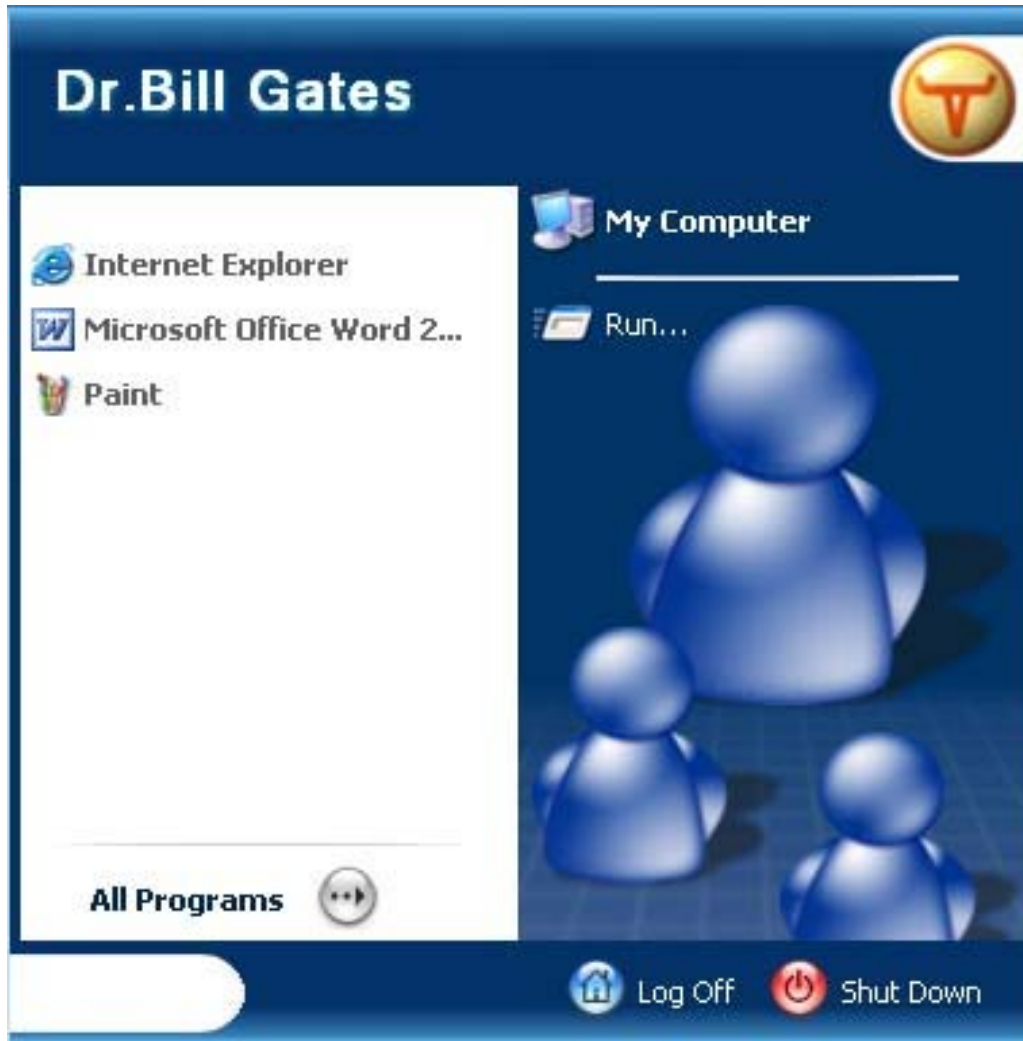 Dr.Bill Gates
Internet Explorer
Microsoft Office Word 2...
Paint
All Programs
My Computer
Run...
Log Off
Shut Down